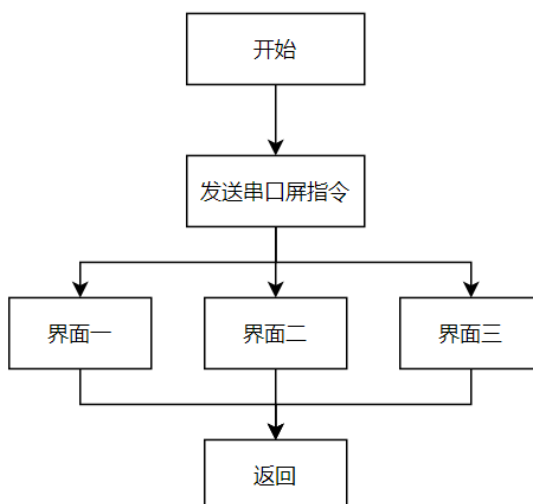 开始
发送串口屏指令
界面一
界面二
界面三
返回